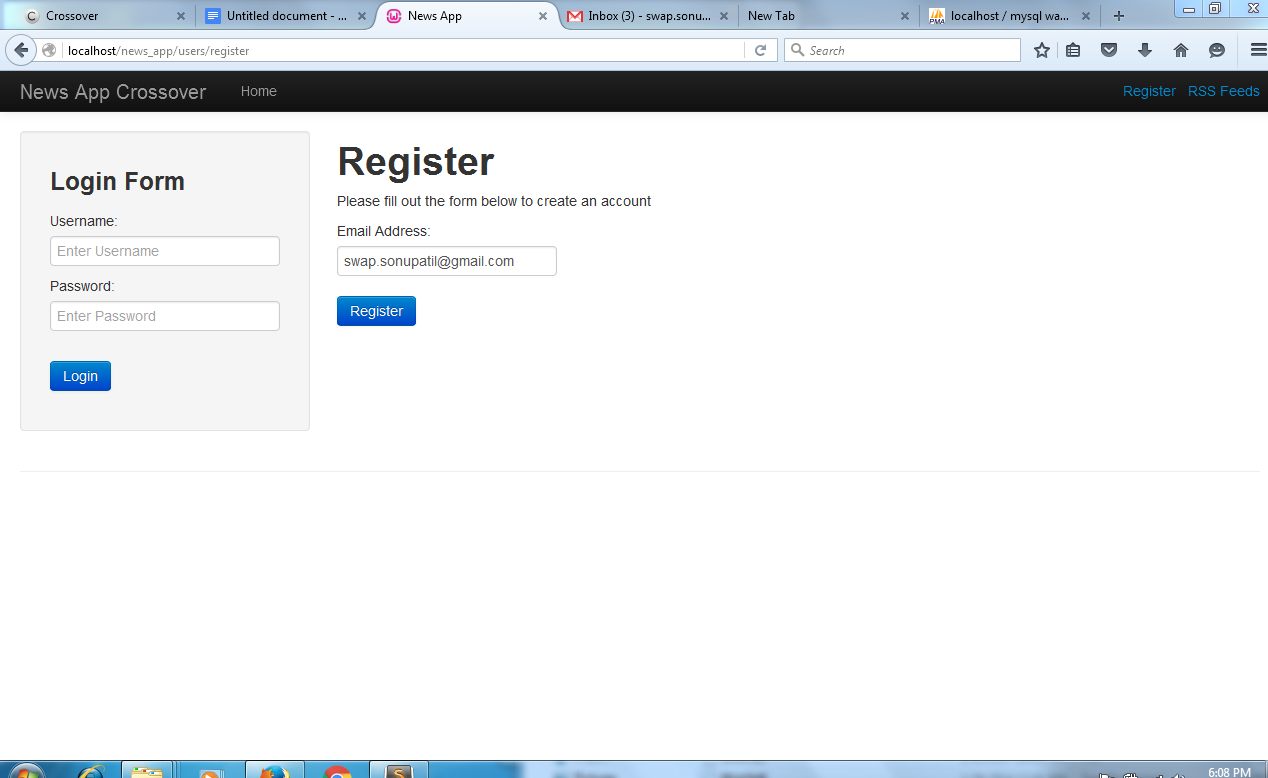 Crossover
Untitled document - ...
News App
Inbox (3) - swap.sonu...
New Tab
localhost / mysql wa...
localhost/news_app/users/register
Search
News App Crossover
Home
Register
RSS Feeds
Login Form
Username:
Enter Username
Password:
Enter Password
Login
Register
Please fill out the form below to create an account
Email Address:
swap.sonupatil@gmail.com
Register
6:08 PM